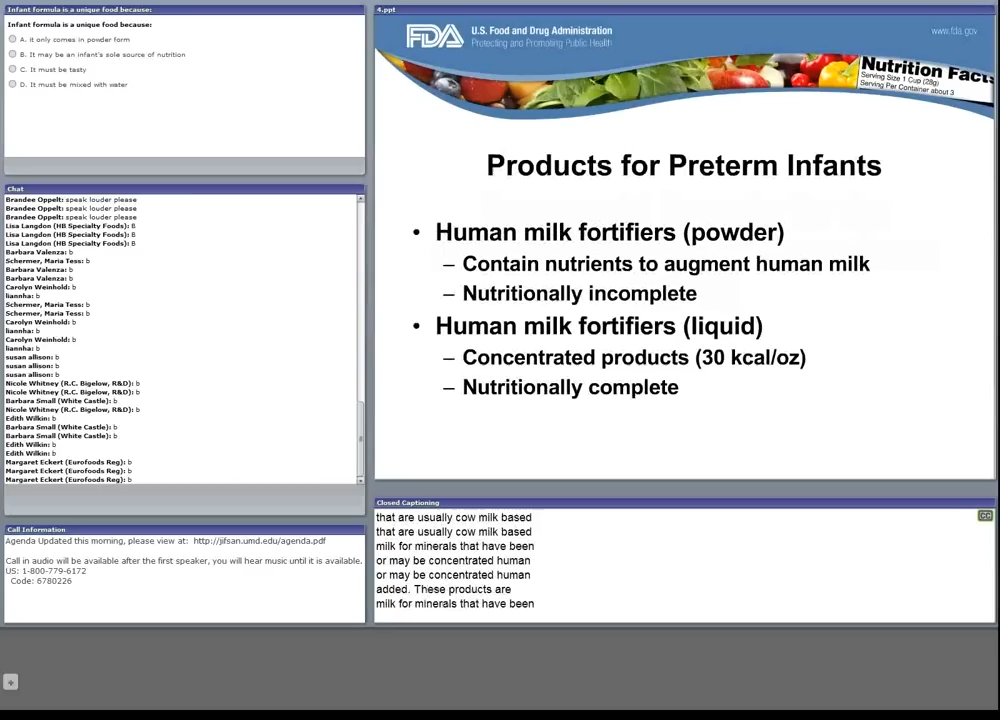 Infant formula is a unique food because:
Infant formula is a unique food because:
A. it only comes in powder form
B. It may be an infant's sole source of nutrition
C. It must be tasty
D. It must be mixed with water
Chat
Brandee Oppelt: speak louder please
Brandee Oppelt: speak louder please
Brandee Oppelt: speak louder please
Lisa Langdon (HB Specialty Foods): B
Lisa Langdon (HB Specialty Foods): B
Lisa Langdon (HB Specialty Foods): B
Barbara Valenza: b
Schermer, Maria Tess: b
Barbara Valenza: b
Barbara Valenza: b
Carolyn Weinhold: b
liannha: b
Schermer, Maria Tess: b
Schermer, Maria Tess: b
Carolyn Weinhold: b
liannha: b
Carolyn Weinhold: b
liannha: b
susan allison: b
susan allison: b
susan allison: b
Nicole Whitney (R.C. Bigelow, R&D): b
Nicole Whitney (R.C. Bigelow, R&D): b
Barbara Small (White Castle): b
Nicole Whitney (R.C. Bigelow, R&D): b
Edith Wilkin: b
Barbara Small (White Castle): b
Barbara Small (White Castle): b
Edith Wilkin: b
Edith Wilkin: b
Margaret Eckert (Eurofoods Reg): b
Margaret Eckert (Eurofoods Reg): b
Margaret Eckert (Eurofoods Reg): b
Call Information
Agenda Updated this morning, please view at: http://jifsan.umd.edu/agenda.pdf
Call in audio will be available after the first speaker, you will hear music until it is available.
US: 1-800-779-6172
Code: 6780226
4.ppt
FDA U.S. Food and Drug Administration
Protecting and Promoting Public Health
www.fda.gov
Nutrition Facts
Serving Size 1 Cup (28g)
Serving Per Container about 3
Products for Preterm Infants
• Human milk fortifiers (powder)
– Contain nutrients to augment human milk
– Nutritionally incomplete
• Human milk fortifiers (liquid)
– Concentrated products (30 kcal/oz)
– Nutritionally complete
Closed Captioning
CC
that are usually cow milk based
that are usually cow milk based
milk for minerals that have been
or may be concentrated human
or may be concentrated human
added. These products are
milk for minerals that have been